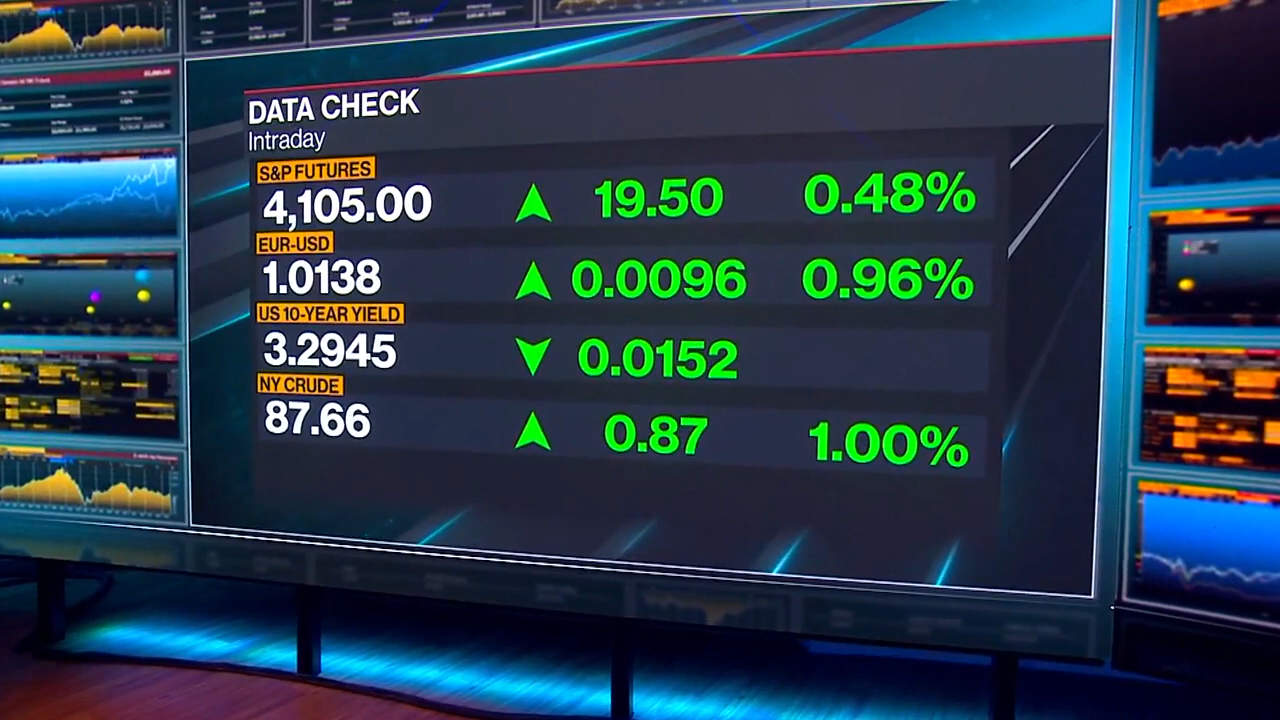 DATA CHECK
Intraday
S&P FUTURES
4,105.00 ▲ 19.50 0.48%
EUR-USD
1.0138 ▲ 0.0096 0.96%
US 10-YEAR YIELD
3.2945 ▼ 0.0152
NY CRUDE
87.66 ▲ 0.87 1.00%